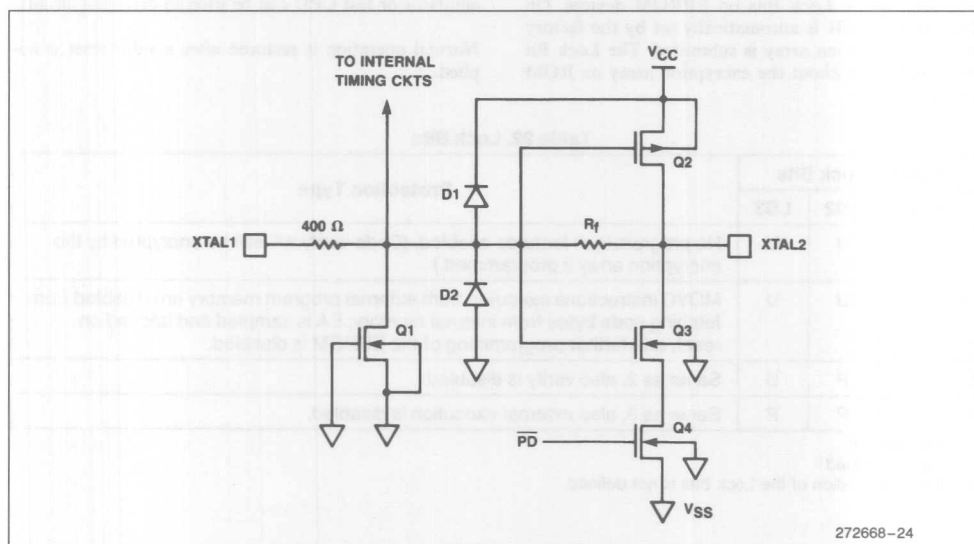 TO INTERNAL
TIMING CKTS
VCC
Q2
D1
400 Ω
XTAL1
Rf
XTAL2
D2
Q1
Q3
PD
Q4
VSS
272668–24